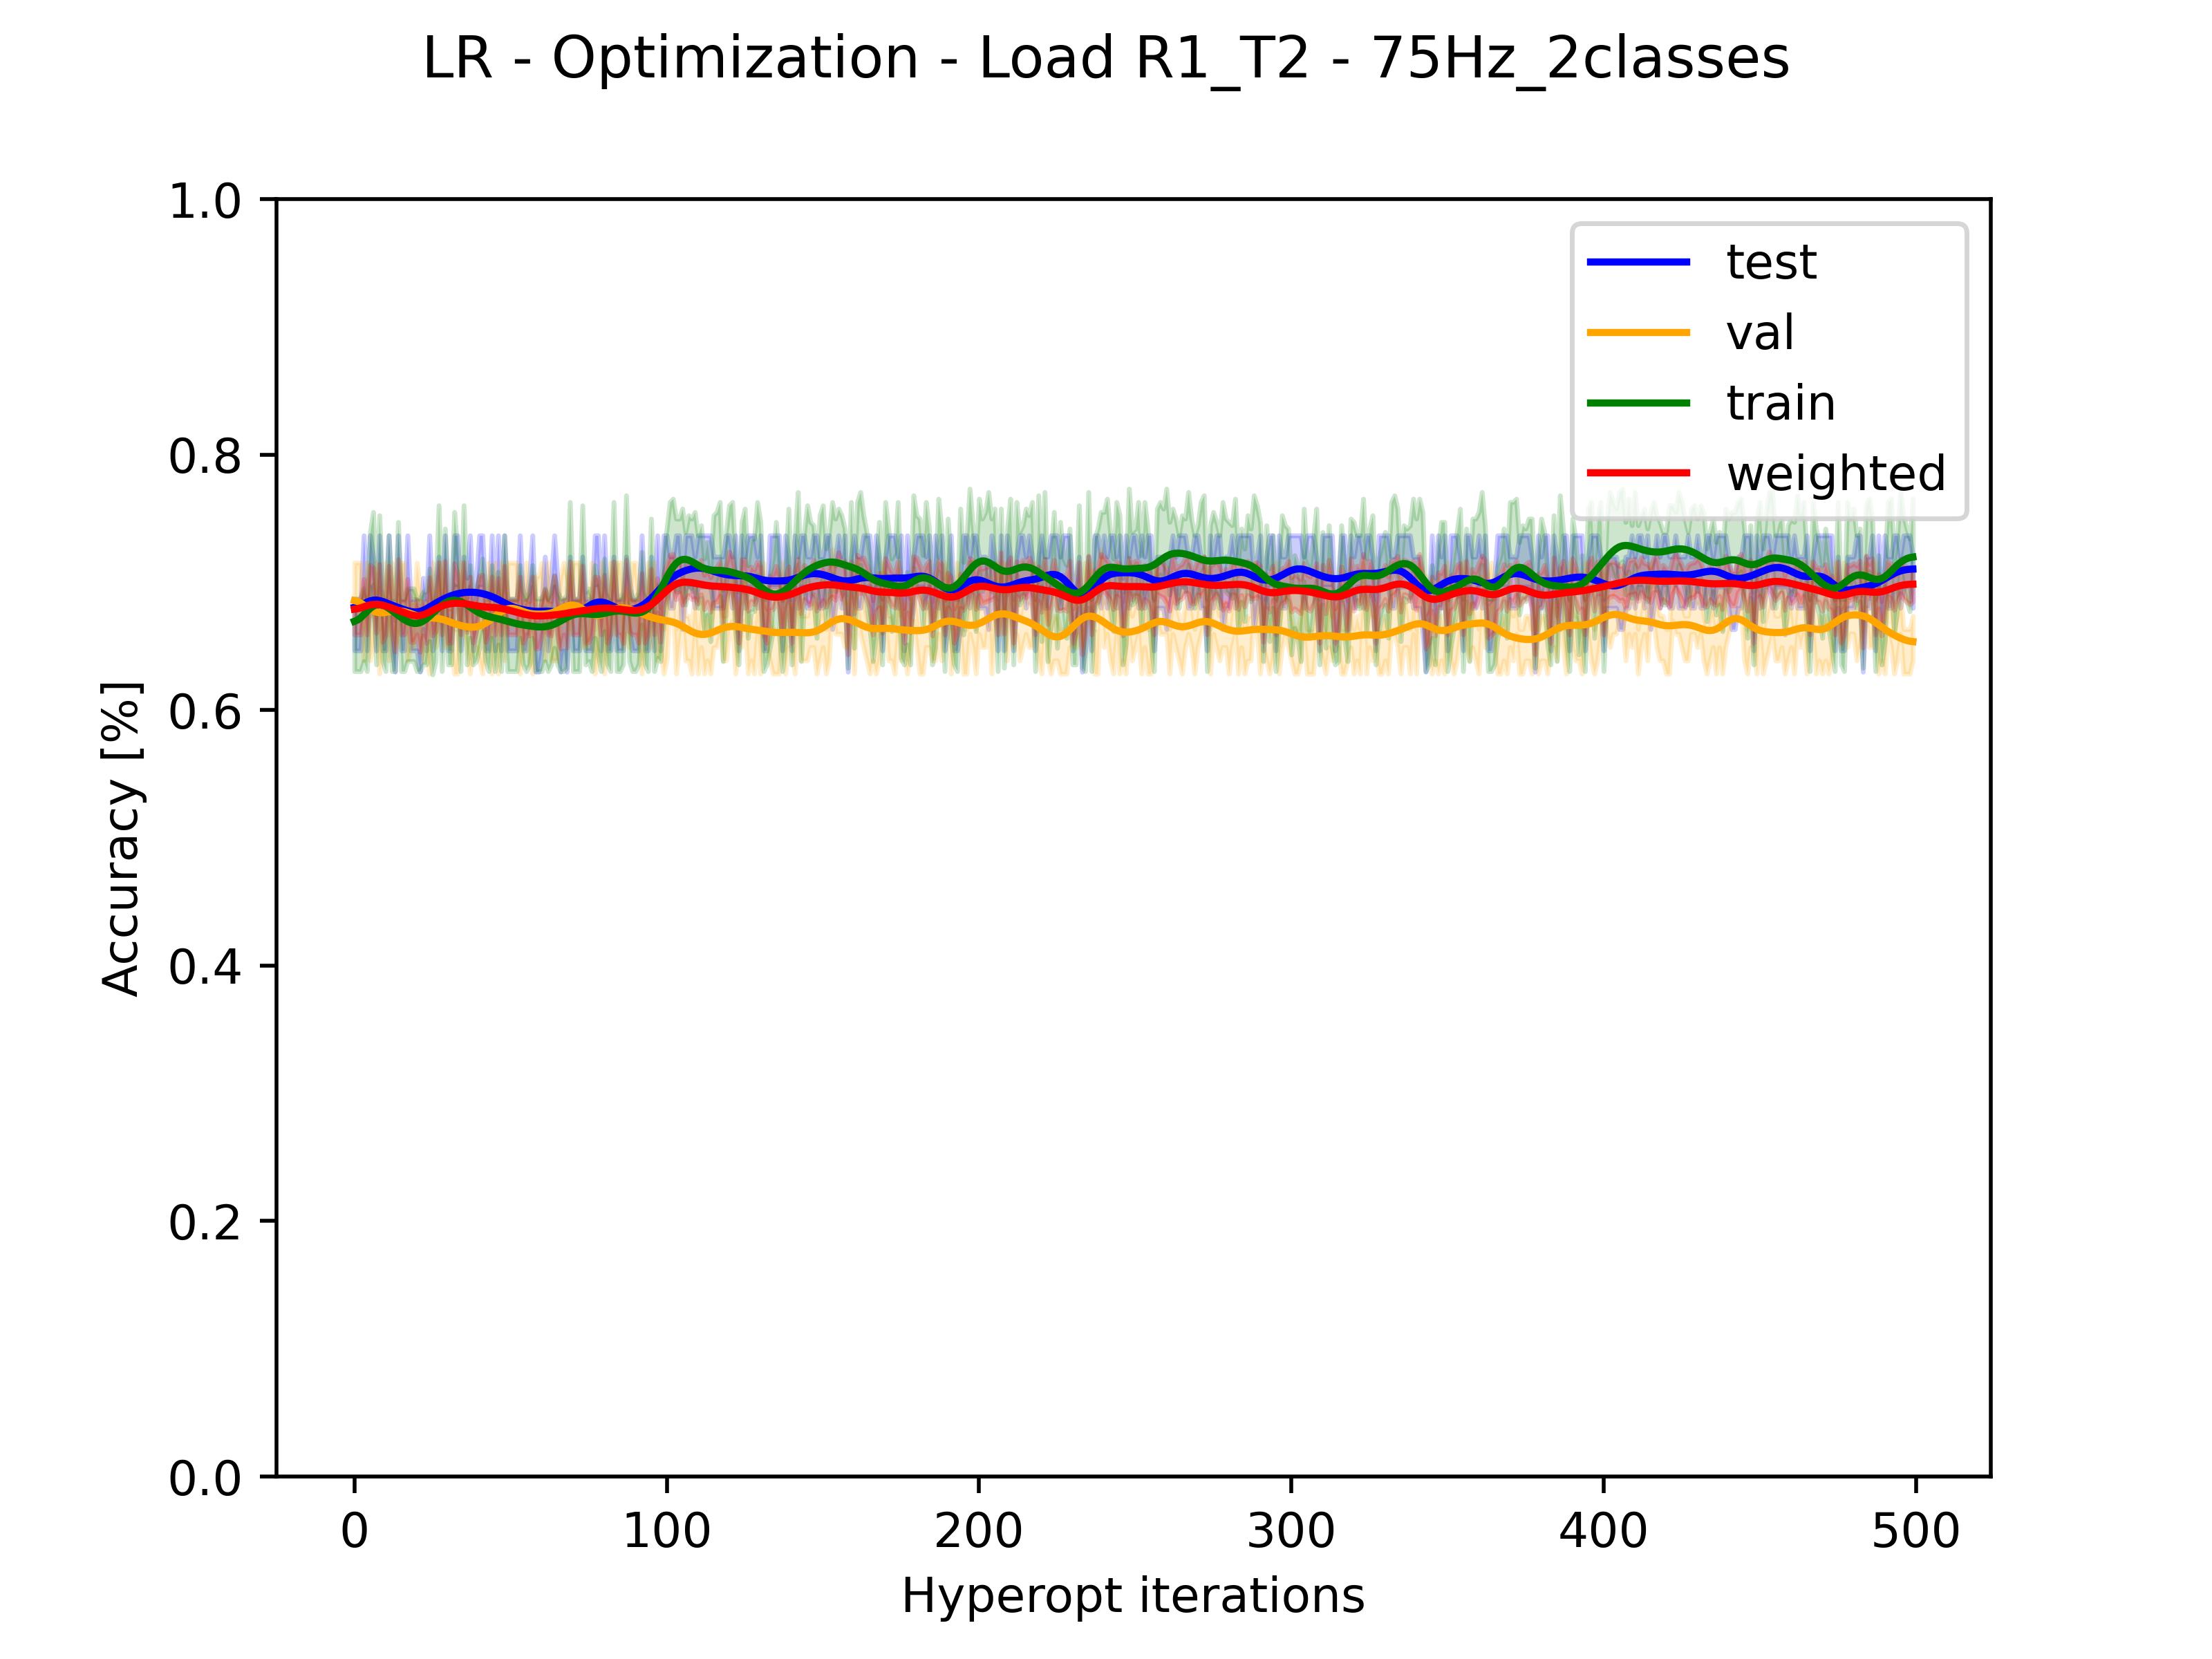 LR - Optimization - Load R1_T2 - 75Hz_2classes
1.0
0.8
0.6
0.4
0.2
0.0
Accuracy [%]
test
val
train
weighted
0 100 200 300 400 500
Hyperopt iterations